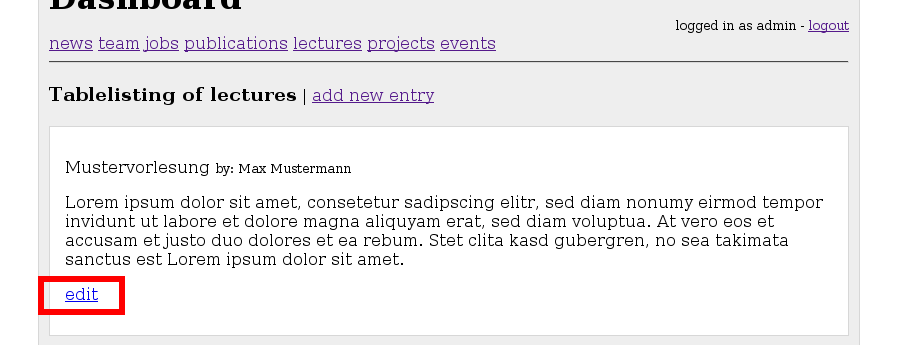 Dashboard
logged in as admin - logout
news team jobs publications lectures projects events
Tablelisting of lectures | add new entry
Mustervorlesung by: Max Mustermann
Lorem ipsum dolor sit amet, consetetur sadipscing elitr, sed diam nonumy eirmod tempor
invidunt ut labore et dolore magna aliquyam erat, sed diam voluptua. At vero eos et
accusam et justo duo dolores et ea rebum. Stet clita kasd gubergren, no sea takimata
sanctus est Lorem ipsum dolor sit amet.
edit